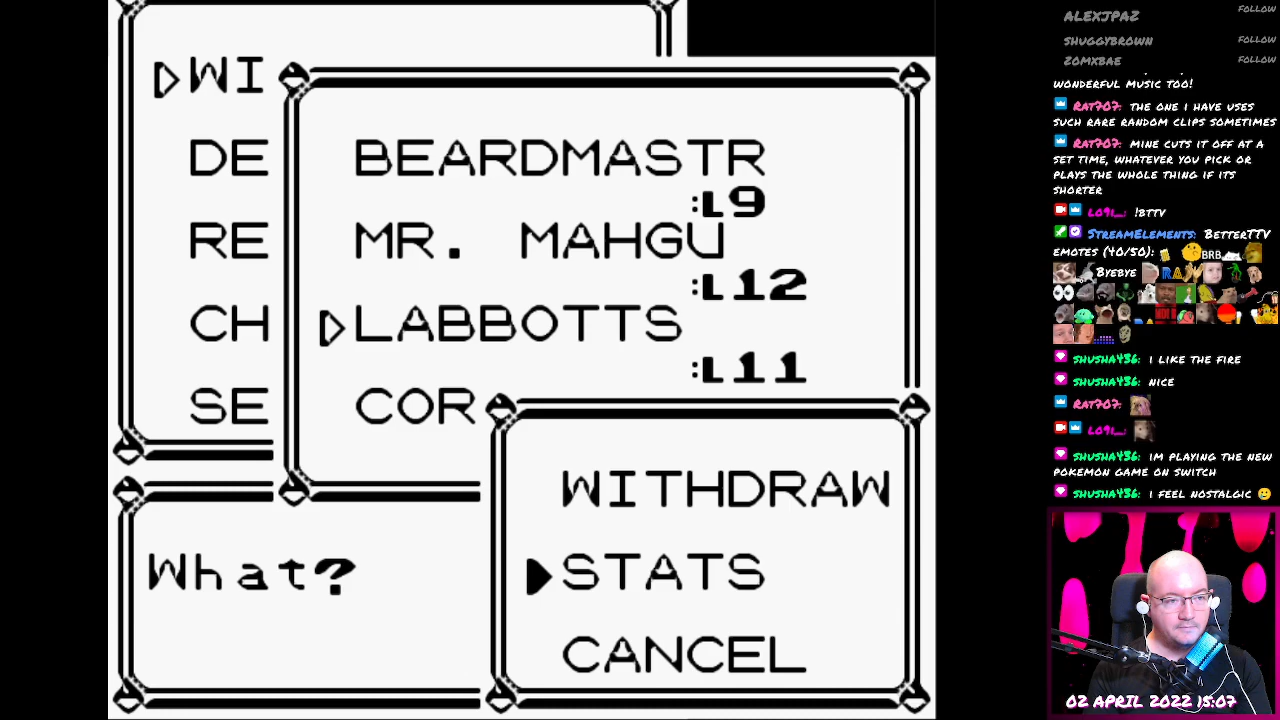 WI
DE
RE
CH
SE
BEARDMASTR
:L9
MR. MAHGU
:L12
LABBOTTS
:L11
COR
WITHDRAW
STATS
CANCEL
What?
ALEXJPAZ FOLLOW
SHUGGYBROWN FOLLOW
ZOMXBAE FOLLOW
WONDERFUL MUSIC TOO!
RAT707: THE ONE I HAVE USES
SUCH RARE RANDOM CLIPS SOMETIMES
RAT707: MINE CUTS IT OFF AT A
SET TIME, WHATEVER YOU PICK OR
PLAYS THE WHOLE THING IF ITS
SHORTER
LO91_: !BTTV
STREAMELEMENTS: BETTERTTV
EMOTES (40/50): BRB
BYEBYE
SHUSHA436: I LIKE THE FIRE
SHUSHA436: NICE
RAT707:
LO91_:
SHUSHA436: IM PLAYING THE NEW
POKEMON GAME ON SWITCH
SHUSHA436: I FEEL NOSTALGIC
02 APRIL 2022 15:07